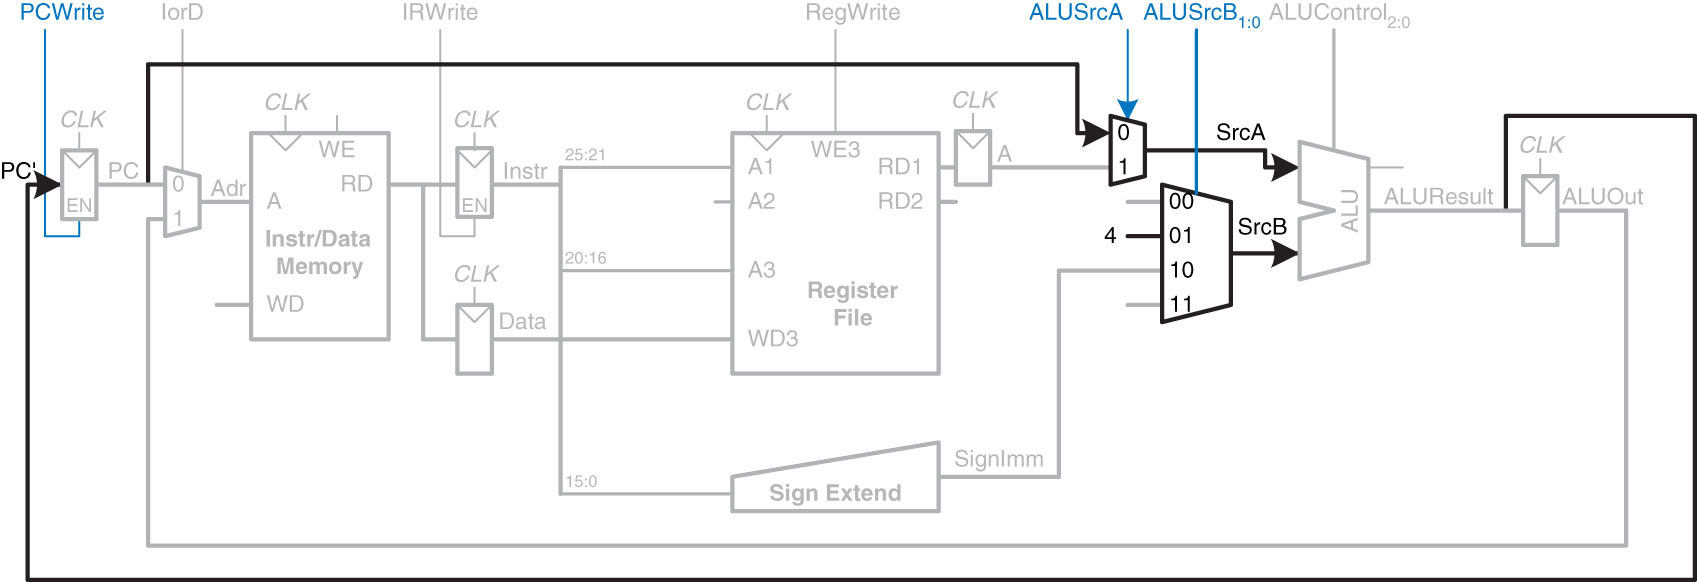 PCWrite IorD IRWrite RegWrite ALUSrcA ALUSrcB1:0 ALUControl2:0
CLK CLK CLK CLK CLK CLK
PC' PC EN
0 1 Adr
A WE RD Instr/Data Memory WD
EN Instr
CLK Data
25:21
20:16
15:0
A1 WE3 RD1
A2 RD2
A3
Register
File
WD3
A
0 SrcA
1
00
4 01 SrcB
10
11
ALU ALUResult ALUOut
Sign Extend SignImm